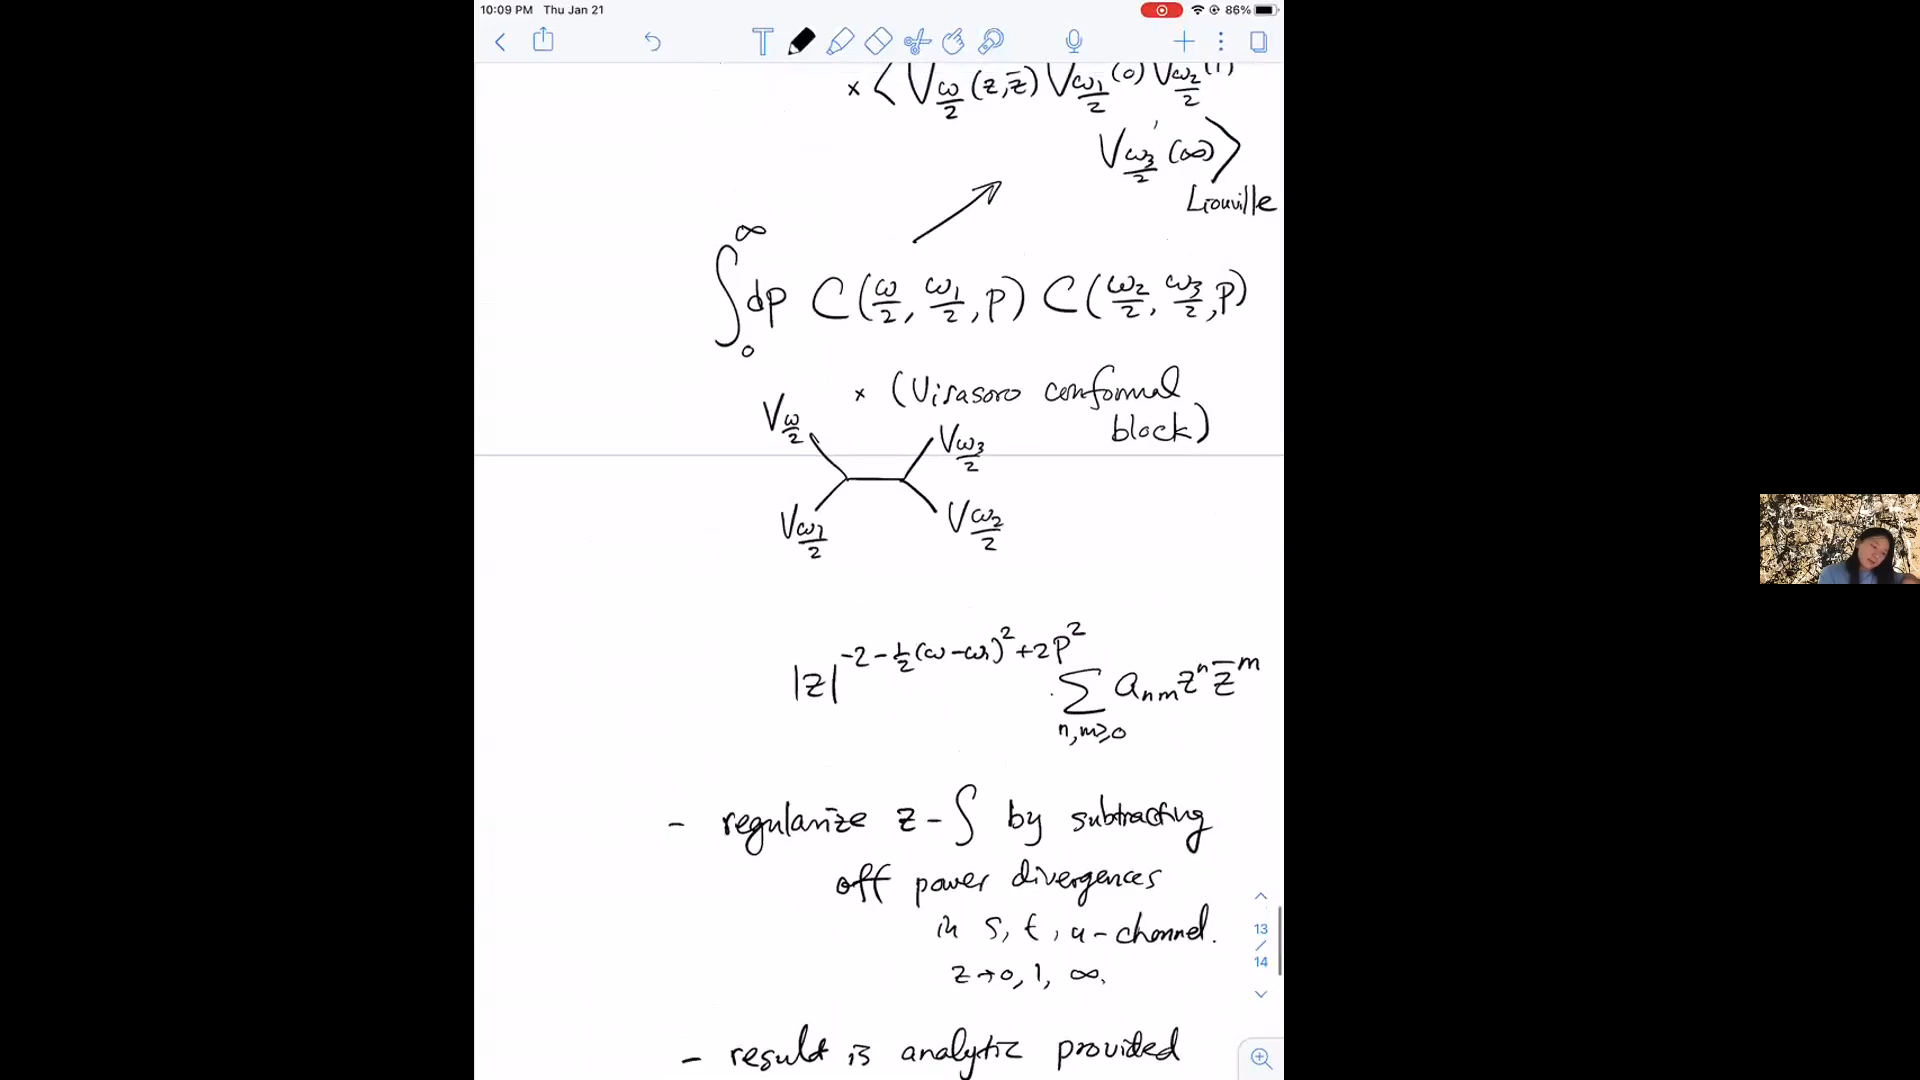 10:09 PM Thu Jan 21
86%
× < V_{ω/2} (z, z̄) V_{ω₁/2} (0) V_{ω₂/2} (1)
V'_{ω₃/2} (∞) >
Liouville
∫₀^∞ dp C(ω/2, ω₁/2, P) C(ω₂/2, ω₃/2, P)
× (Virasoro conformal
block)
V_{ω/2}
V_{ω₃/2}
V_{ω₁/2}
V_{ω₂/2}
|z|^{-2-½(ω-ω₁)²+2P²} Σ_{n,m≥0} a_{nm} z^n z̄^m
- regularize z-∫ by subtracting
off power divergences
in s, t, u-channel.
z→0, 1, ∞.
- result is analytic provided
13
/
14